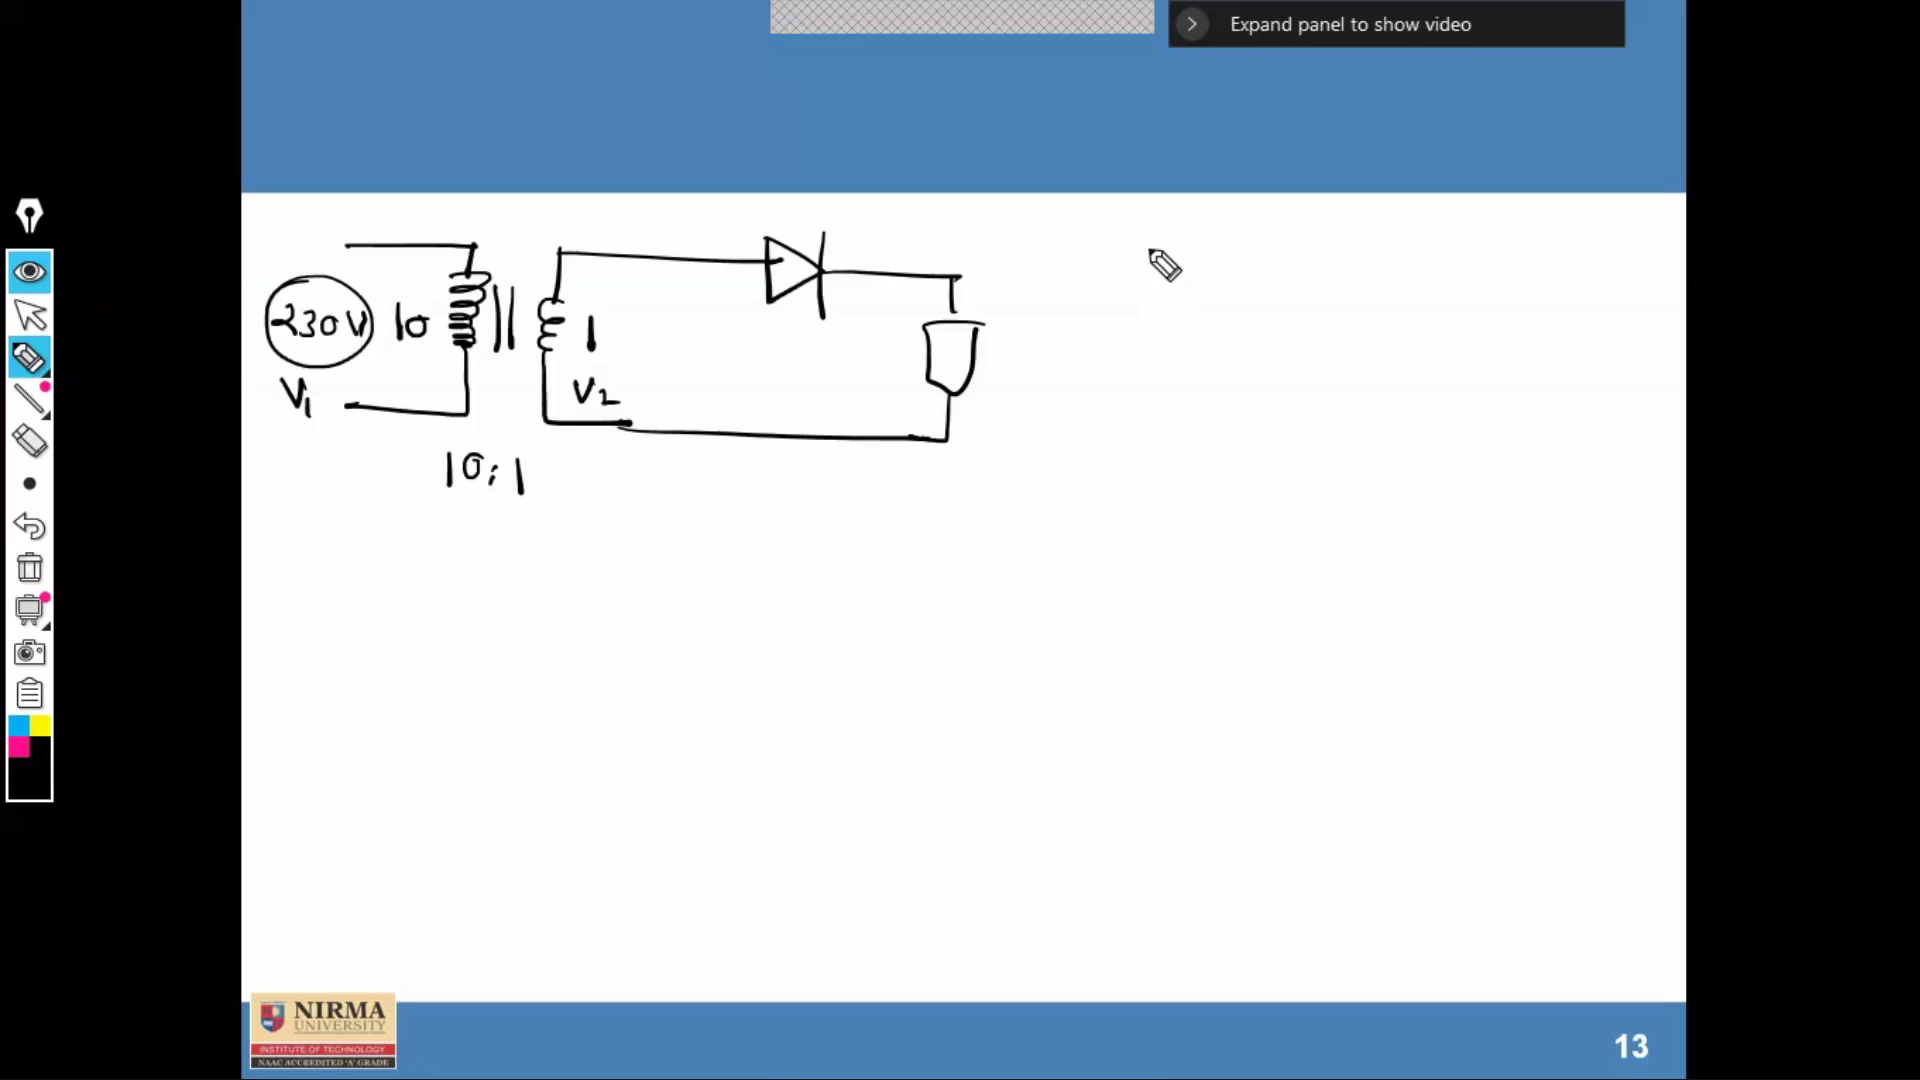 Expand panel to show video
230V 10 1
V1 V2
10:1
NIRMA
UNIVERSITY
INSTITUTE OF TECHNOLOGY
NAAC ACCREDITED 'A' GRADE
13